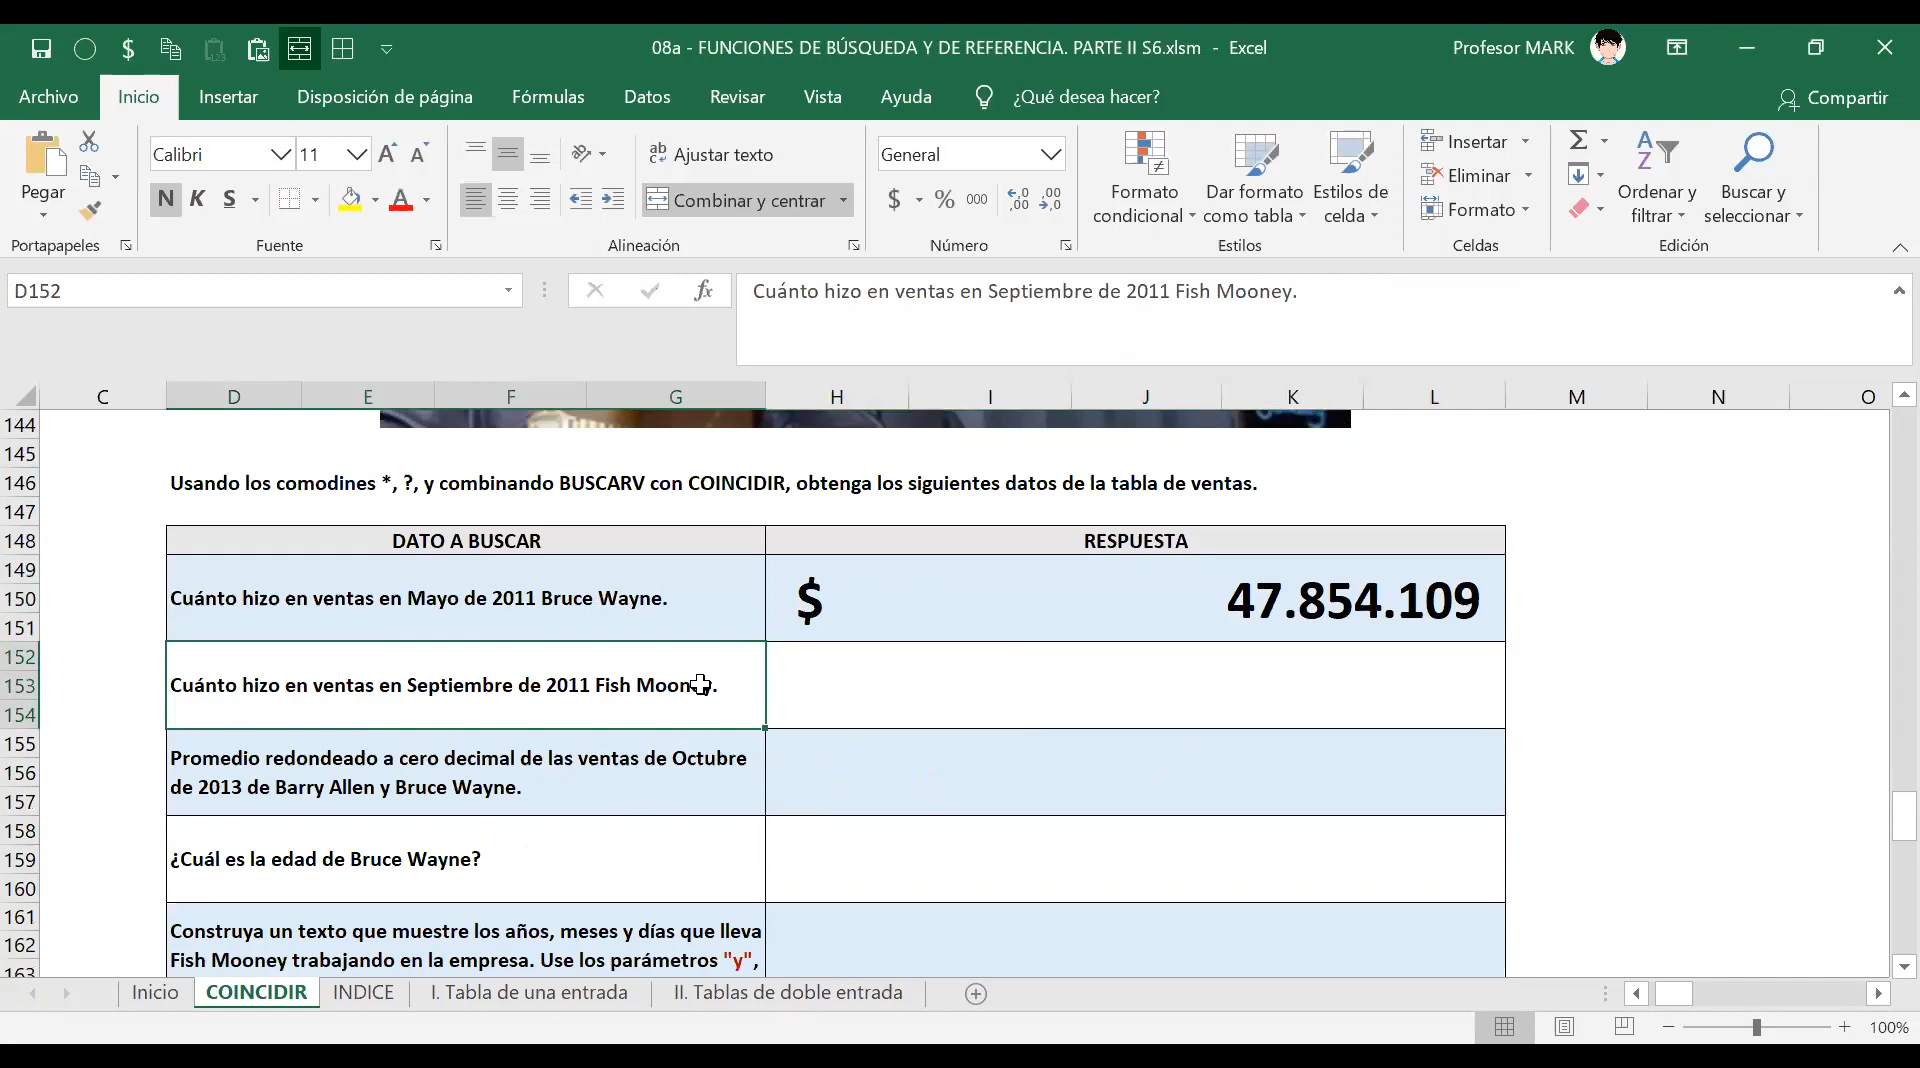 08a - FUNCIONES DE BÚSQUEDA Y DE REFERENCIA. PARTE II S6.xlsm - Excel
Profesor MARK
Archivo Inicio Insertar Disposición de página Fórmulas Datos Revisar Vista Ayuda ¿Qué desea hacer? Compartir
Pegar
Calibri 11
N K S
Ajustar texto
Combinar y centrar
General
$ % 000
Formato condicional
Dar formato como tabla
Estilos de celda
Insertar
Eliminar
Formato
Ordenar y filtrar
Buscar y seleccionar
Portapapeles Fuente Alineación Número Estilos Celdas Edición
D152
fx
Cuánto hizo en ventas en Septiembre de 2011 Fish Mooney.
C D E F G H I J K L M N O
144
145
146 Usando los comodines *, ?, y combinando BUSCARV con COINCIDIR, obtenga los siguientes datos de la tabla de ventas.
147
148 DATO A BUSCAR RESPUESTA
149
150 Cuánto hizo en ventas en Mayo de 2011 Bruce Wayne. $ 47.854.109
151
152
153 Cuánto hizo en ventas en Septiembre de 2011 Fish Moon
154
155
Promedio redondeado a cero decimal de las ventas de Octubre
156
de 2013 de Barry Allen y Bruce Wayne.
157
158
159 ¿Cuál es la edad de Bruce Wayne?
160
161
Construya un texto que muestre los años, meses y días que lleva
162
Fish Mooney trabajando en la empresa. Use los parámetros "y",
163
Inicio COINCIDIR INDICE I. Tabla de una entrada II. Tablas de doble entrada
100%